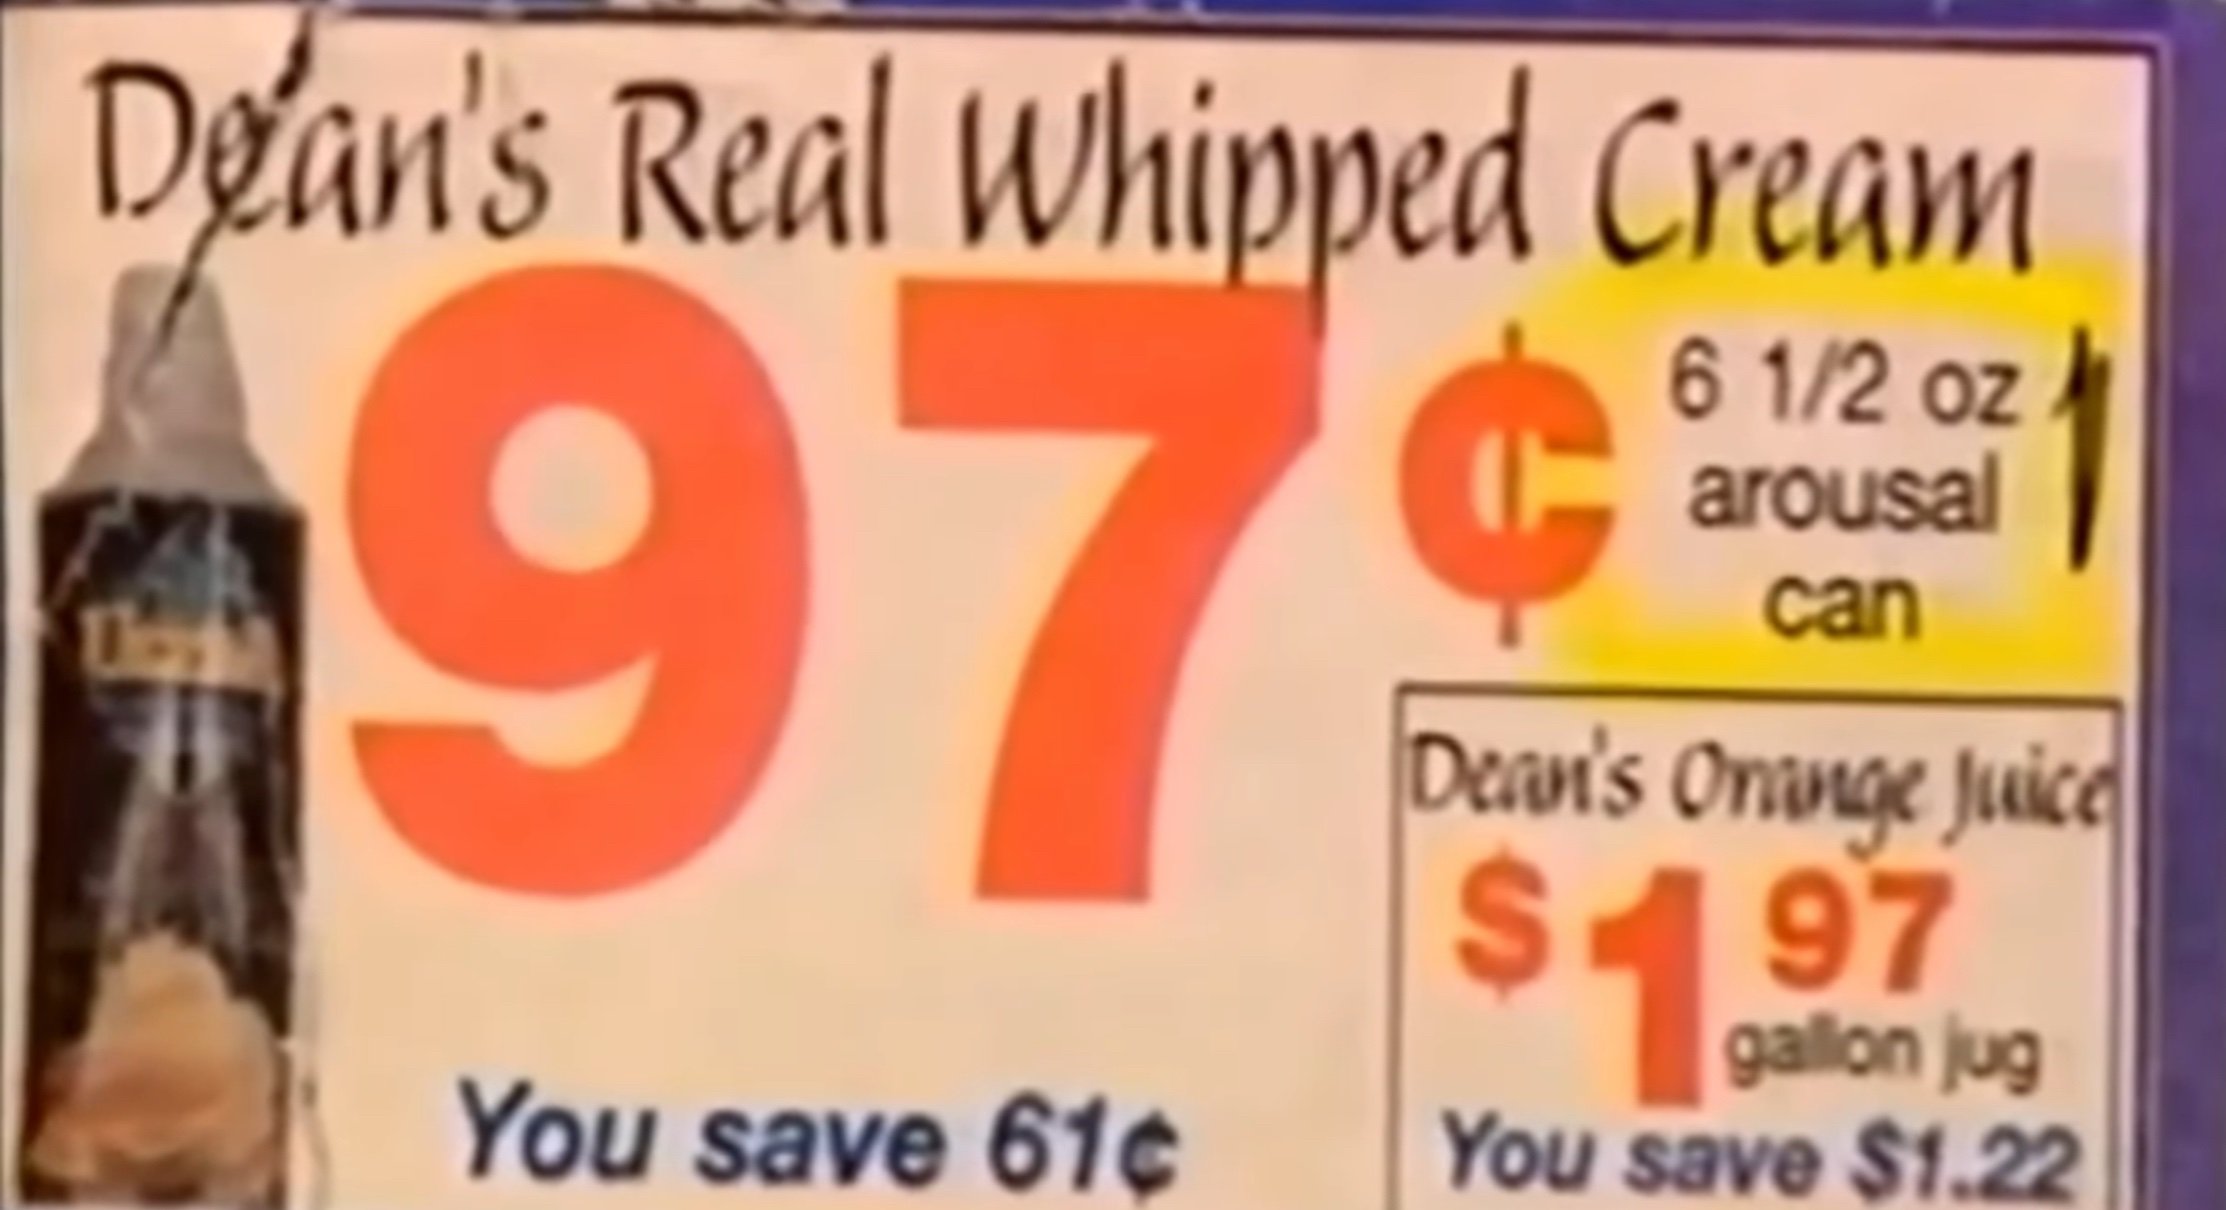 Dean's Real Whipped Cream
97¢
6 1/2 oz
arousal
can
You save 61¢
Dean's Orange Juice
$1 97
gallon jug
You save $1.22